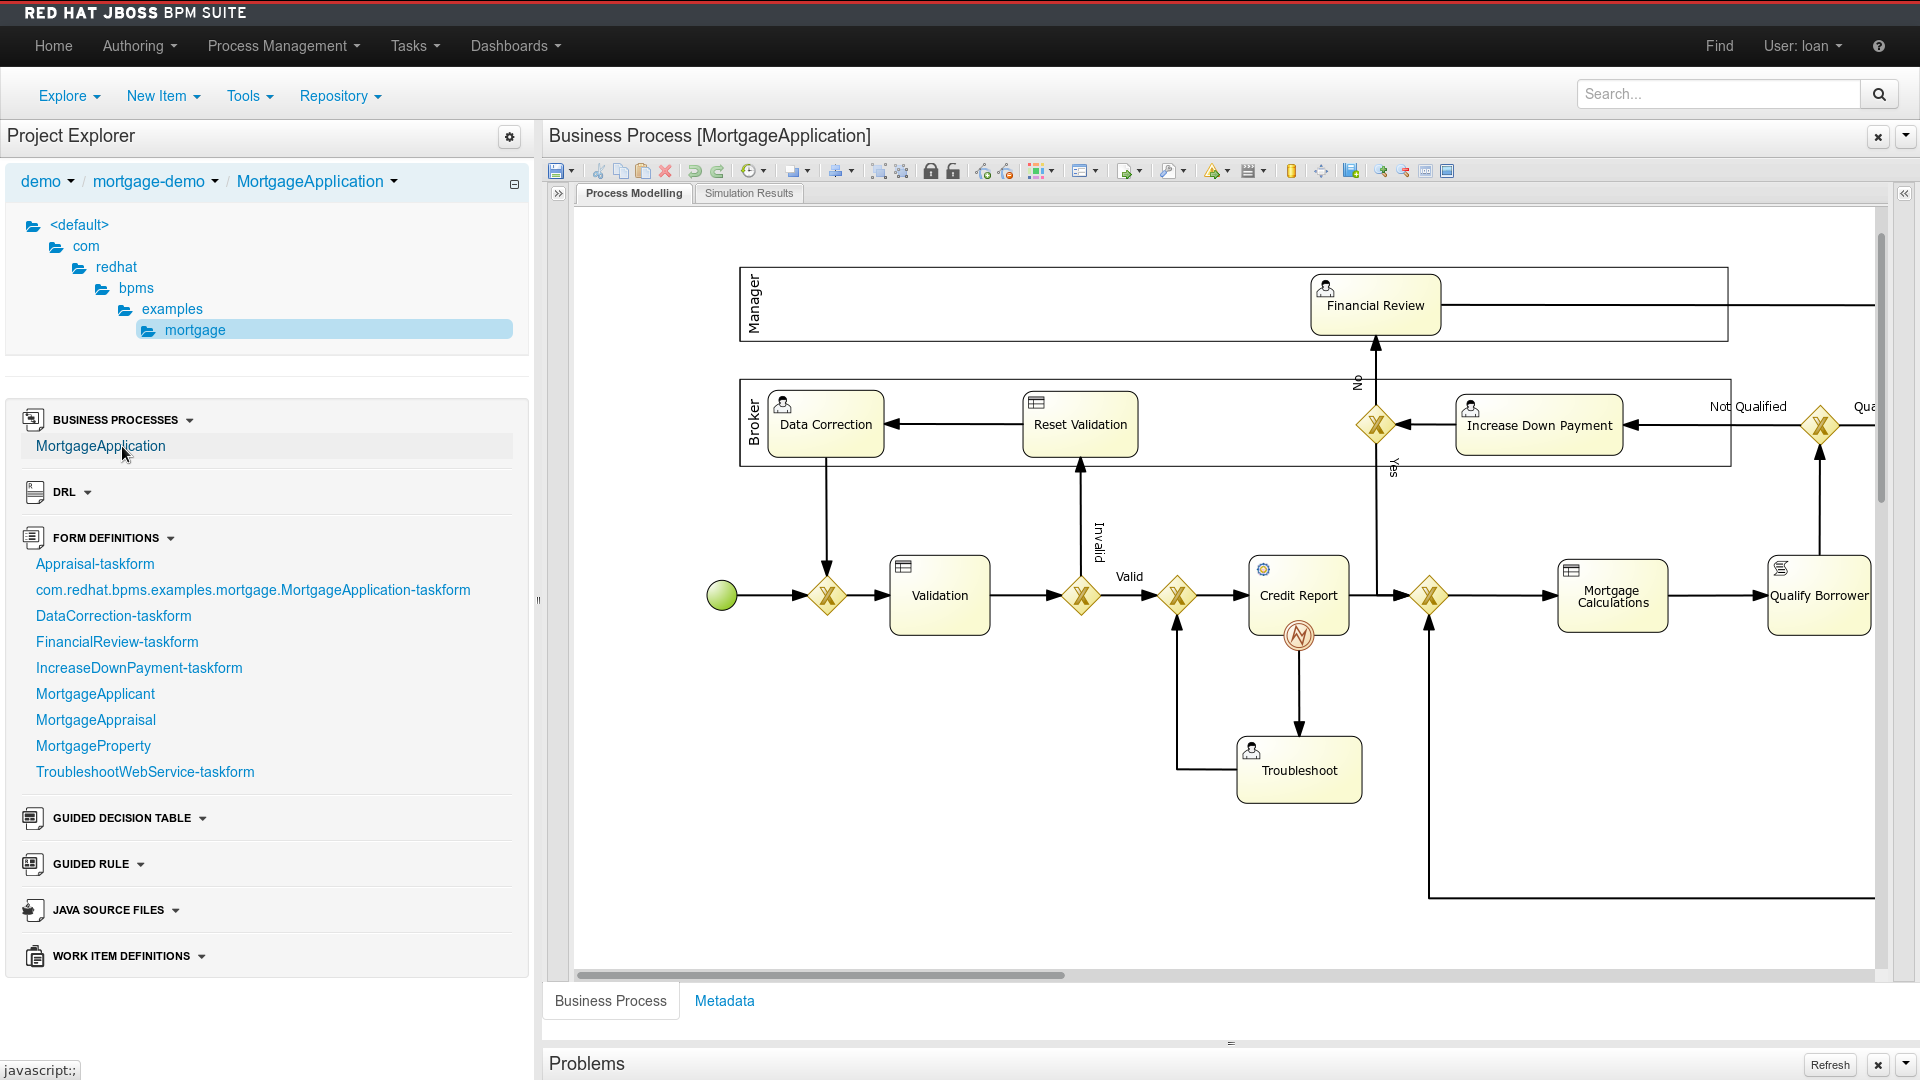 RED HAT JBOSS BPM SUITE
Home Authoring Process Management Tasks Dashboards Find User: loan
Explore New Item Tools Repository Search...
Project Explorer
demo / mortgage-demo / MortgageApplication
<default>
com
redhat
bpms
examples
mortgage
BUSINESS PROCESSES
MortgageApplication
DRL
FORM DEFINITIONS
Appraisal-taskform
com.redhat.bpms.examples.mortgage.MortgageApplication-taskform
DataCorrection-taskform
FinancialReview-taskform
IncreaseDownPayment-taskform
MortgageApplicant
MortgageAppraisal
MortgageProperty
TroubleshootWebService-taskform
GUIDED DECISION TABLE
GUIDED RULE
JAVA SOURCE FILES
WORK ITEM DEFINITIONS
javascript:;
Business Process [MortgageApplication]
Process Modelling Simulation Results
Manager
Financial Review
No
Broker
Data Correction
Reset Validation
Increase Down Payment
Not Qualified
Qua
Yes
Invalid
Valid
Validation
Credit Report
Mortgage
Calculations
Qualify Borrower
Troubleshoot
Business Process Metadata
Problems
Refresh